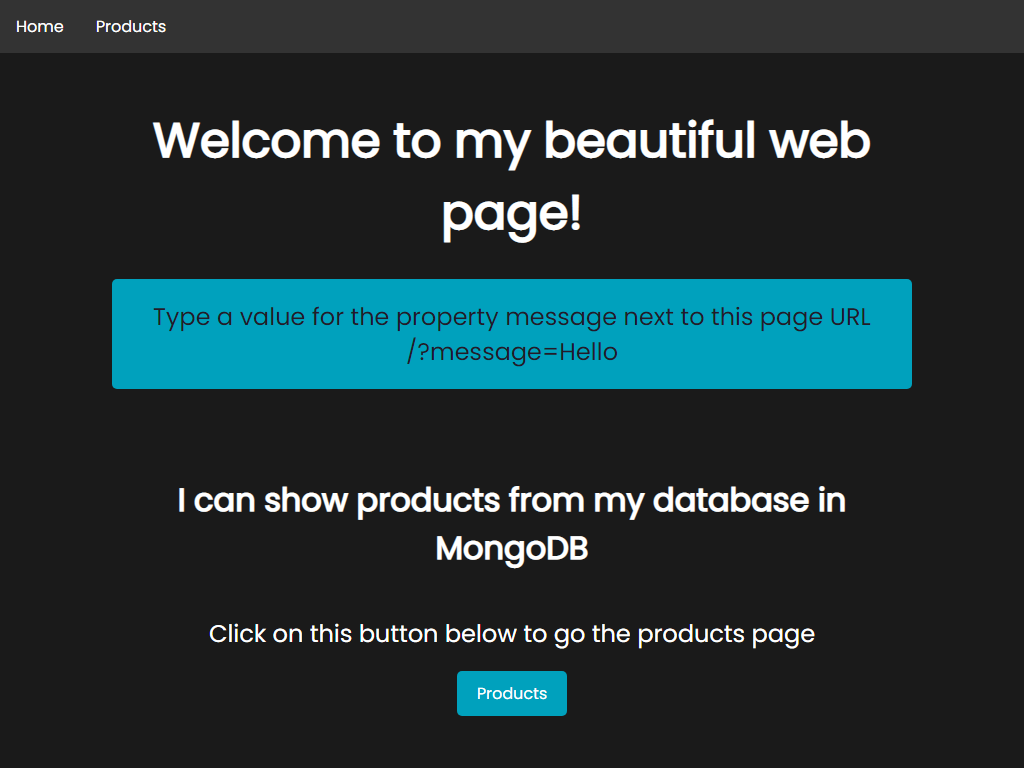 Home Products
Welcome to my beautiful web
page!
Type a value for the property message next to this page URL
/?message=Hello
I can show products from my database in
MongoDB
Click on this button below to go the products page
Products